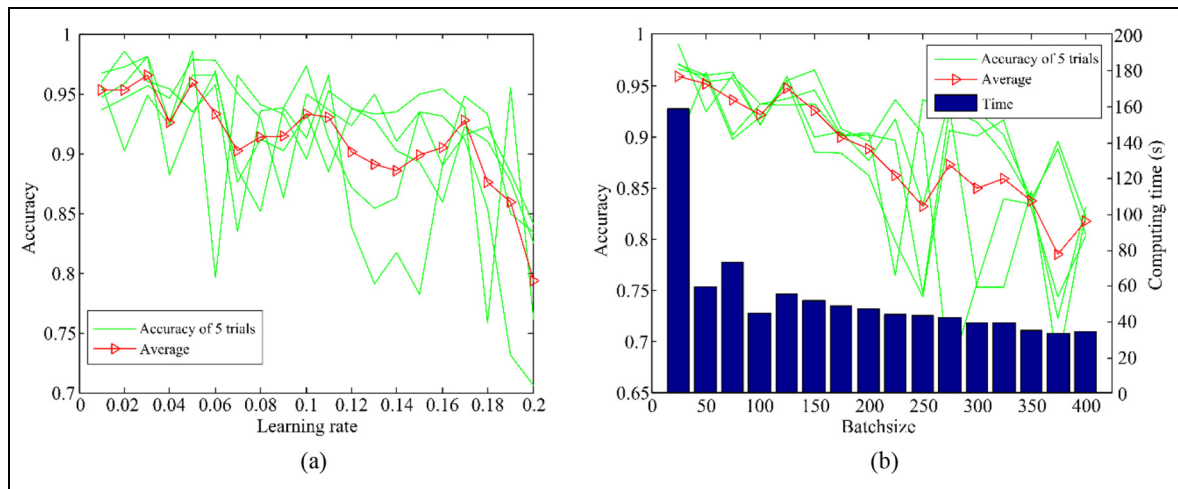 1
0.95
0.9
0.85
0.8
0.75
0.7
Accuracy
Accuracy of 5 trials
Average
0 0.02 0.04 0.06 0.08 0.1 0.12 0.14 0.16 0.18 0.2
Learning rate
(a)
1
0.95
0.9
0.85
0.8
0.75
0.7
0.65
Accuracy
Accuracy of 5 trials
Average
Time
200
180
160
140
120
100
80
60
40
20
0
Computing time (s)
0 50 100 150 200 250 300 350 400
Batchsize
(b)